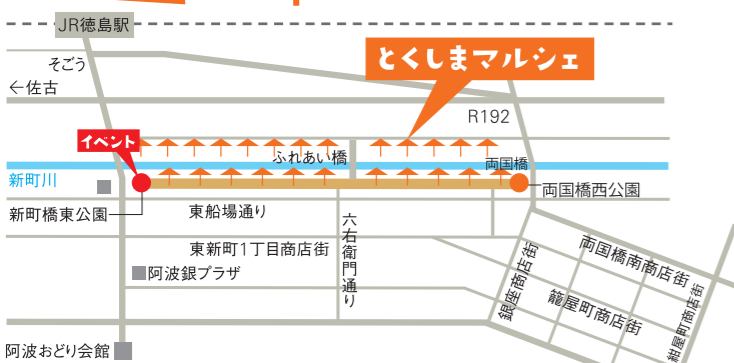 JR徳島駅
そごう
とくしまマルシェ
←佐古
R192
イベント
ふれあい橋
両国橋
新町川
両国橋西公園
新町橋東公園
東船場通り
六右衛門通り
東新町1丁目商店街
両国橋南商店街
銀座商店街
阿波銀プラザ
籠屋町商店街
紺屋町商店街
阿波おどり会館